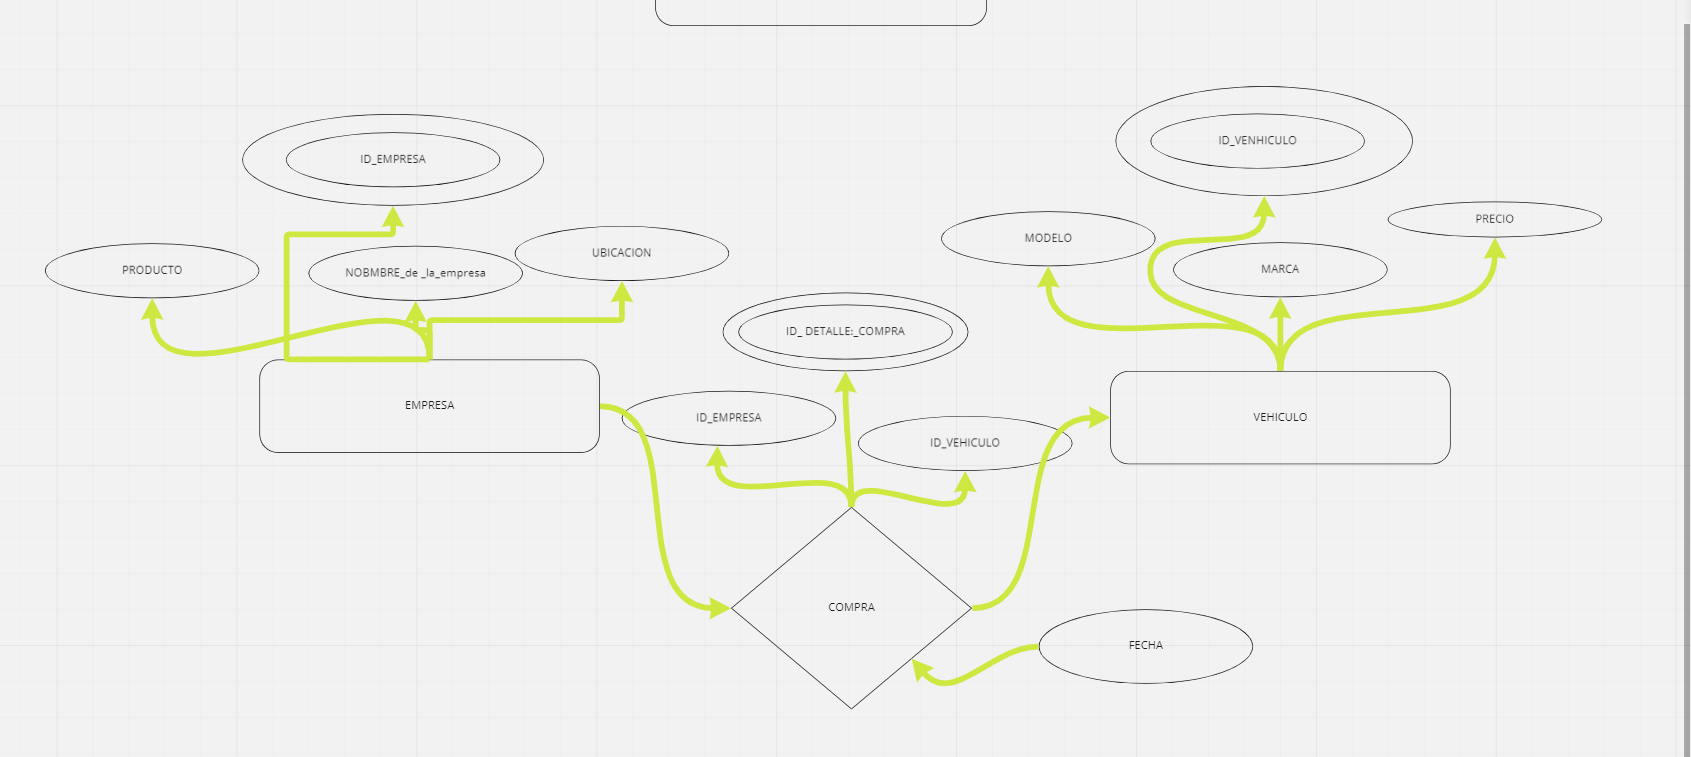 ID_EMPRESA
ID_VENHICULO
PRODUCTO
NOBMBRE_de _la_empresa
UBICACION
MODELO
MARCA
PRECIO
ID_ DETALLE:_COMPRA
EMPRESA
ID_EMPRESA
ID_VEHICULO
VEHICULO
COMPRA
FECHA